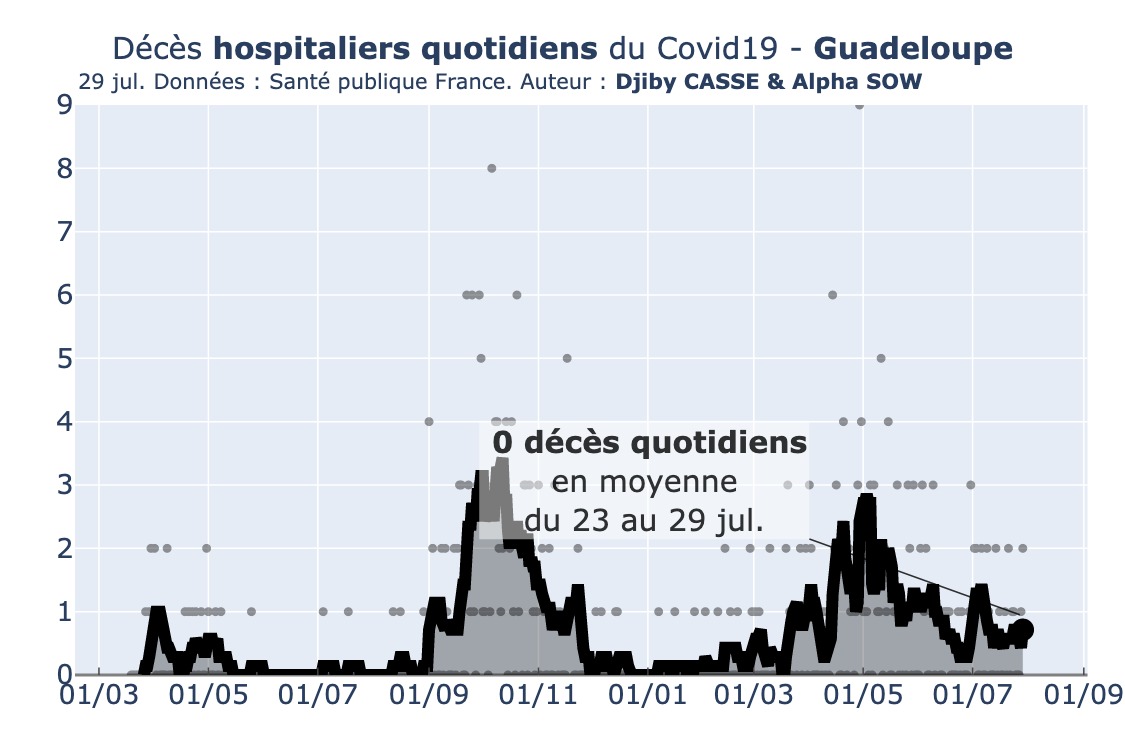 Décès hospitaliers quotidiens du Covid19 - Guadeloupe
29 jul. Données : Santé publique France. Auteur : Djiby CASSE & Alpha SOW
9
8
7
6
5
4
3
2
1
0
0 décès quotidiens
en moyenne
du 23 au 29 jul.
01/03 01/05 01/07 01/09 01/11 01/01 01/03 01/05 01/07 01/09